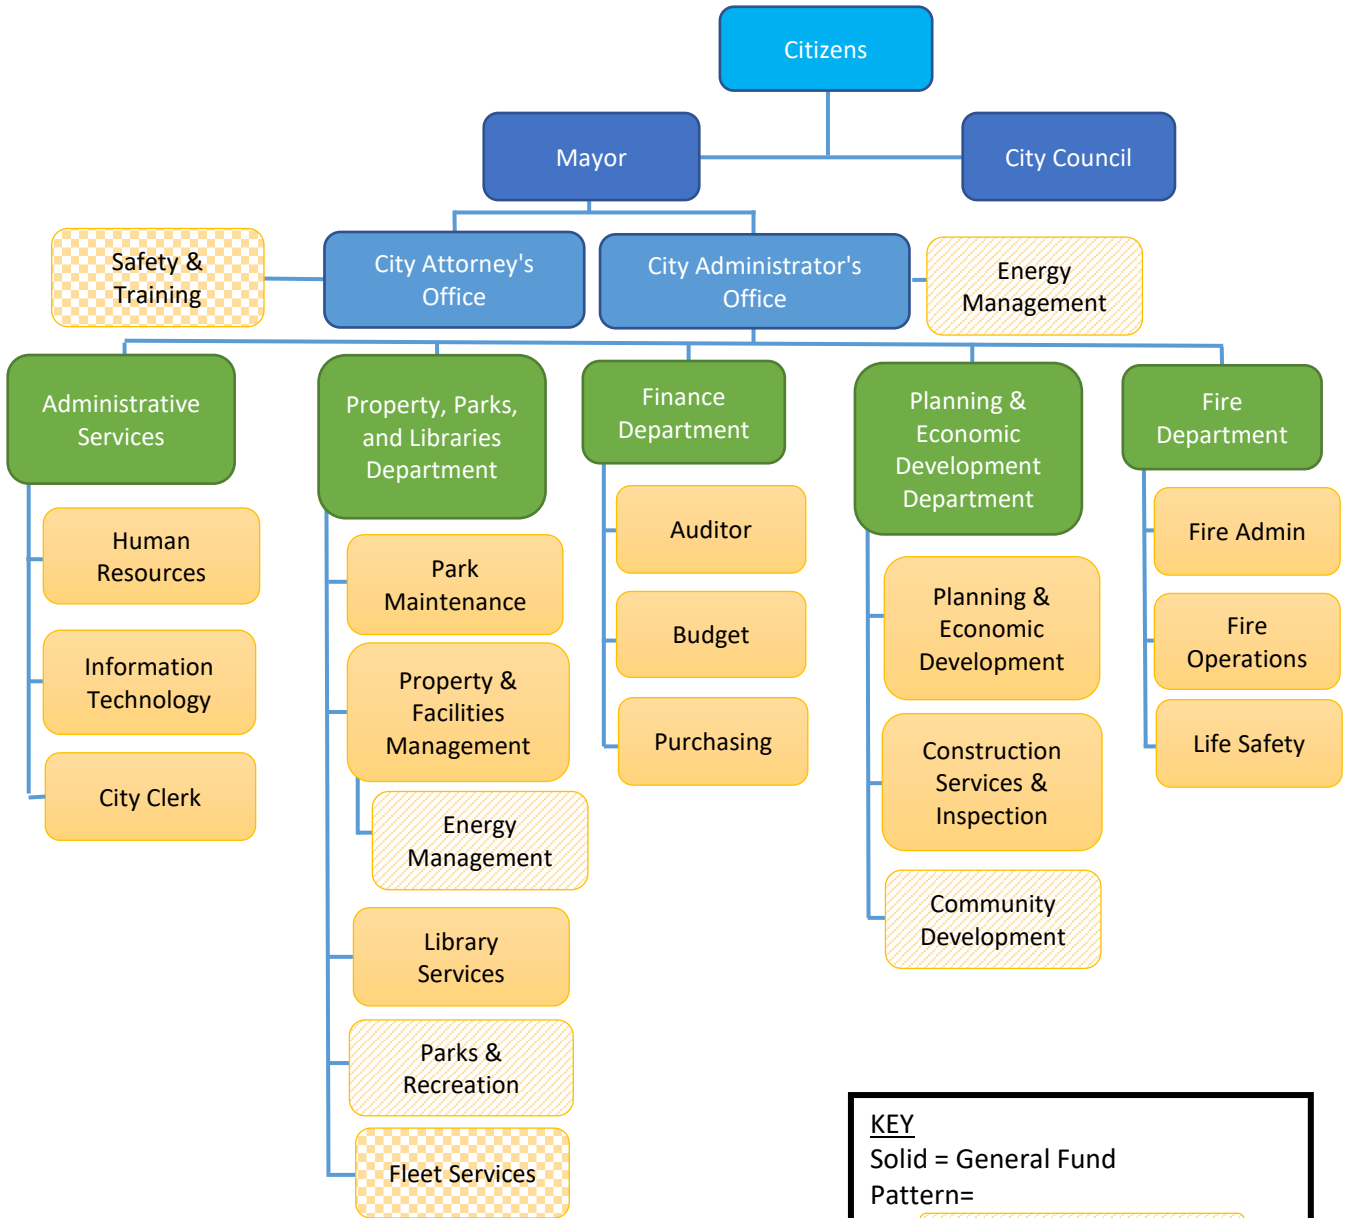 Citizens
Mayor
City Council
Safety &
Training
City Attorney's
Office
City Administrator's
Office
Energy
Management
Administrative
Services
Property, Parks,
and Libraries
Department
Finance
Department
Planning &
Economic
Development
Department
Fire
Department
Human
Resources
Information
Technology
City Clerk
Park
Maintenance
Property &
Facilities
Management
Energy
Management
Library
Services
Parks &
Recreation
Fleet Services
Auditor
Budget
Purchasing
Planning &
Economic
Development
Construction
Services &
Inspection
Community
Development
Fire Admin
Fire
Operations
Life Safety
KEY
Solid = General Fund
Pattern=